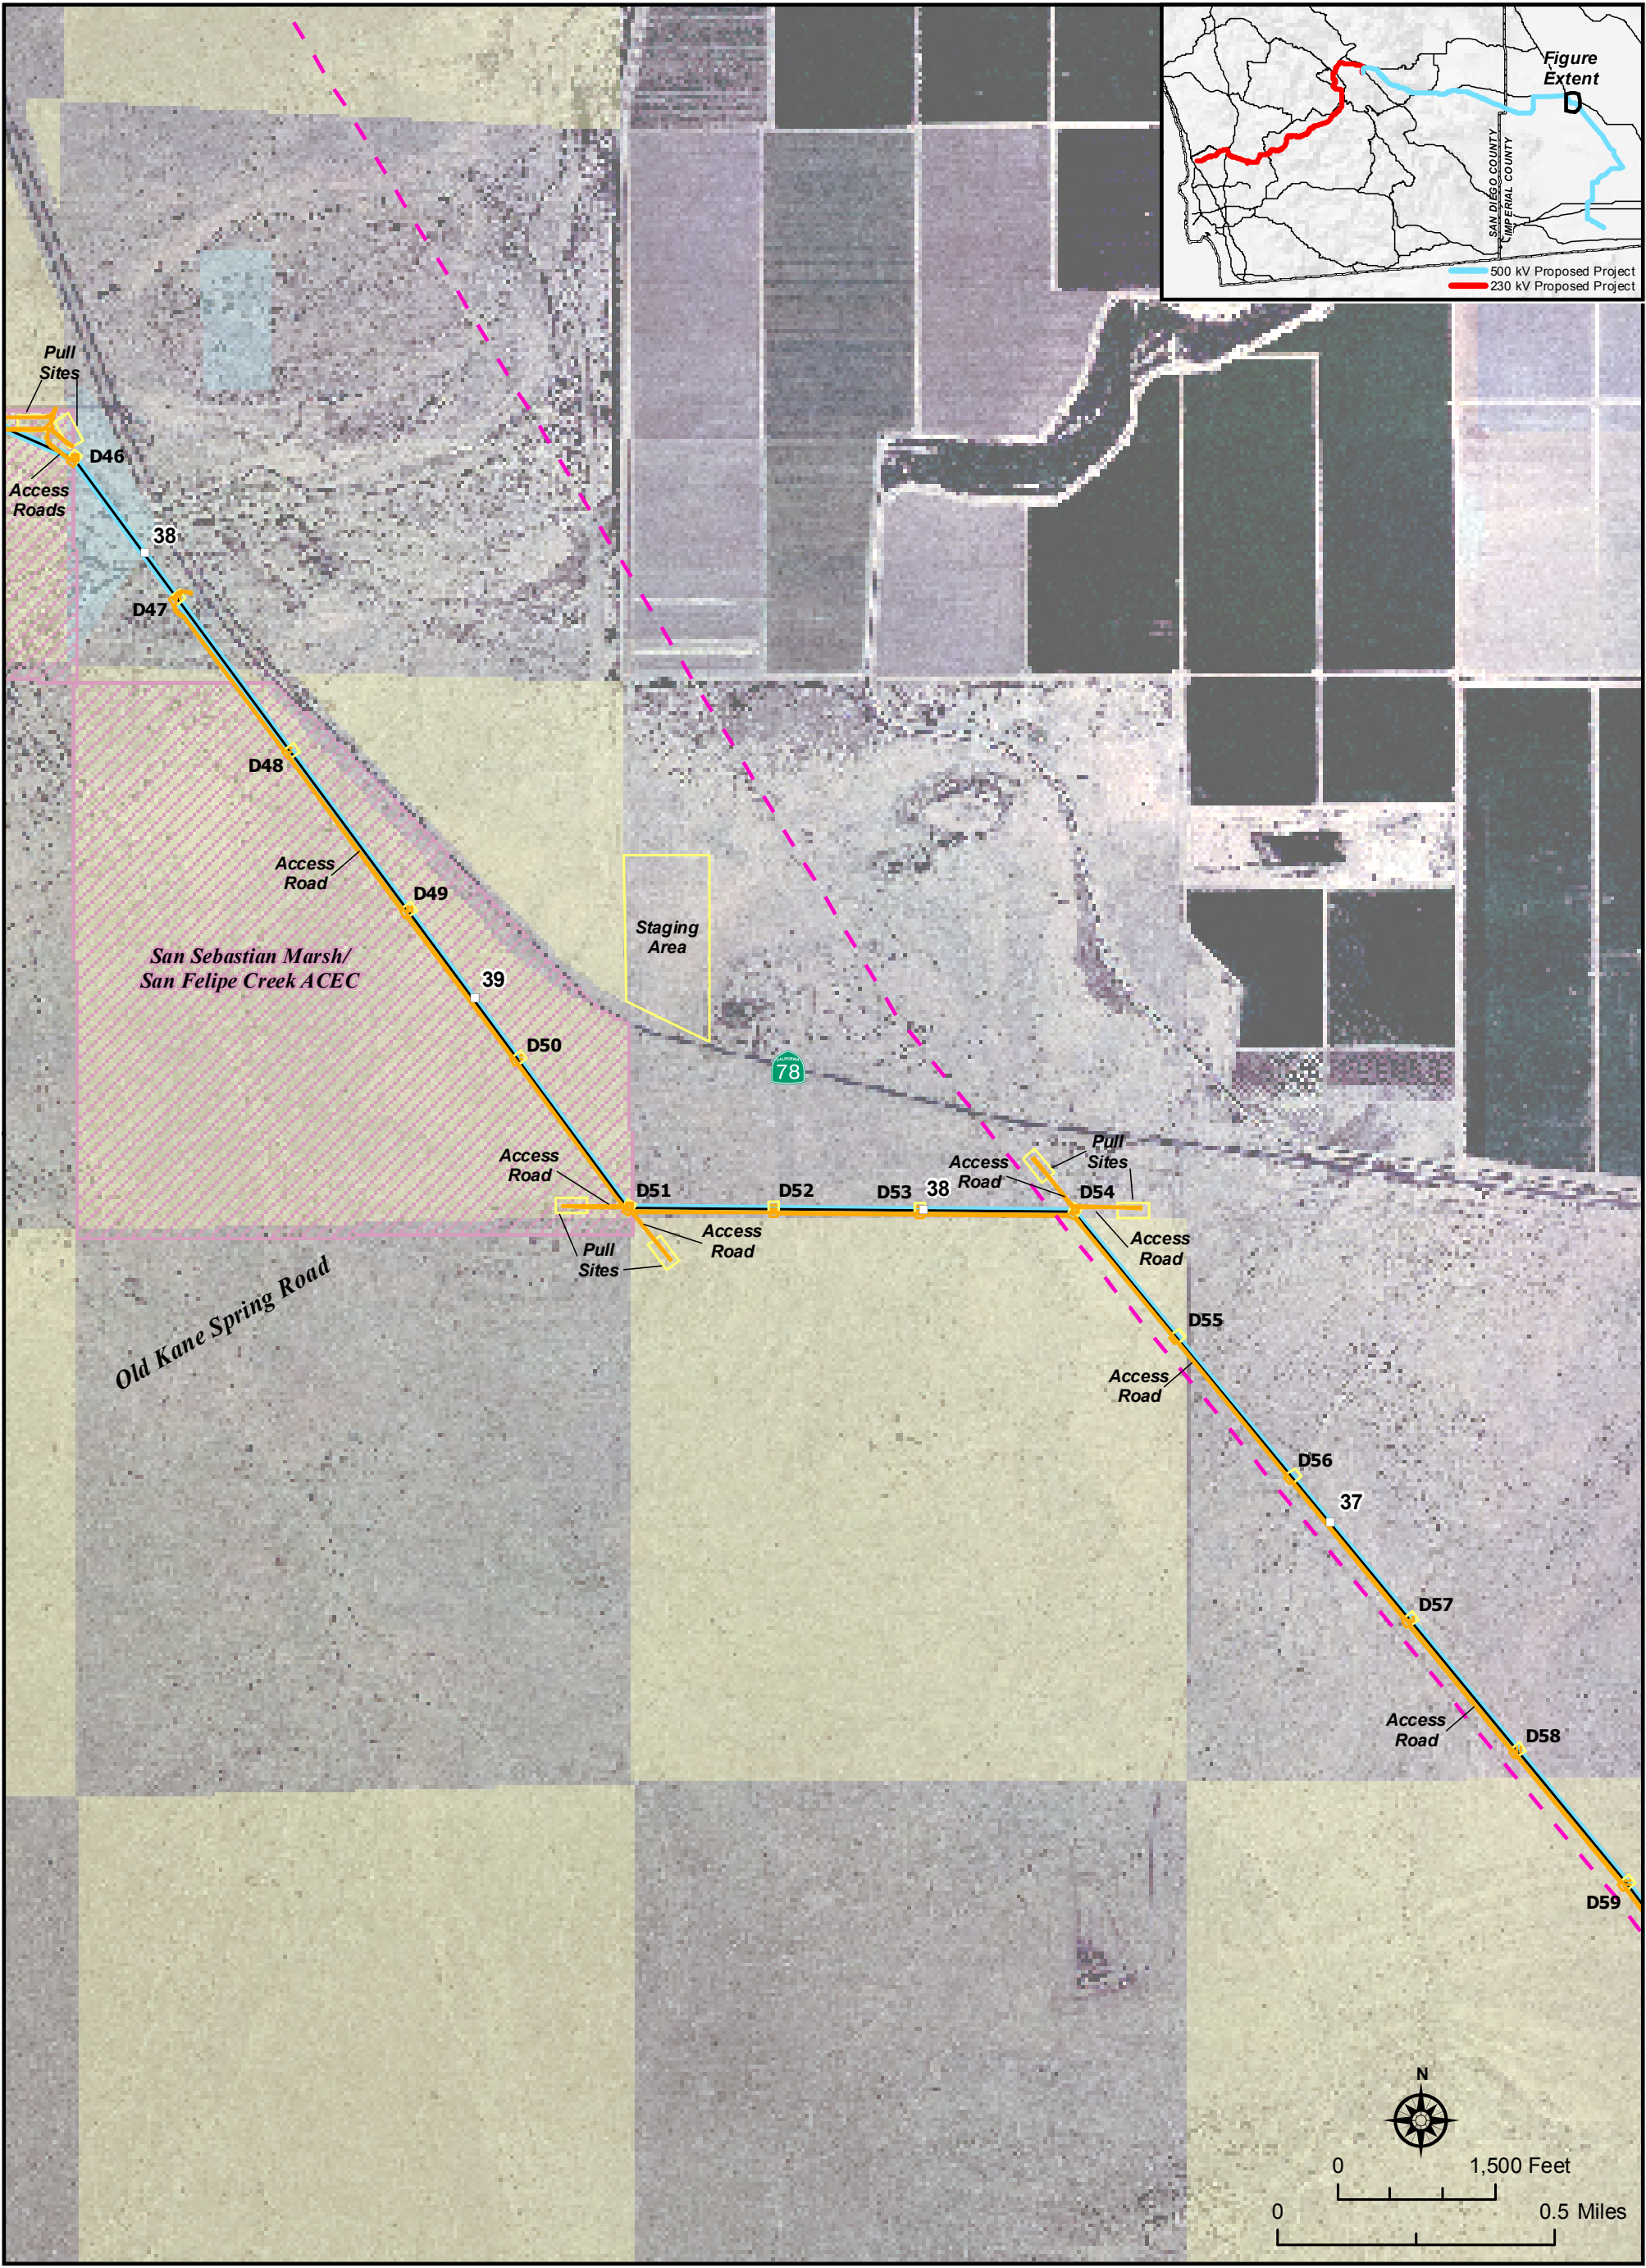 Figure
Extent
SAN DIEGO COUNTY
IMPERIAL COUNTY
500 kV Proposed Project
230 kV Proposed Project
Pull
Sites
D46
Access
Roads
38
D47
D48
Access
Road
D49
San Sebastian Marsh/
San Felipe Creek ACEC
39
Staging
Area
D50
CALIFORNIA
78
Access
Road
Pull
Sites
Access
Road
D51
D52
D53
38
D54
Access
Road
Pull
Sites
Access
Road
Old Kane Spring Road
D55
Access
Road
D56
37
D57
Access
Road
D58
D59
N
0
1,500 Feet
0
0.5 Miles